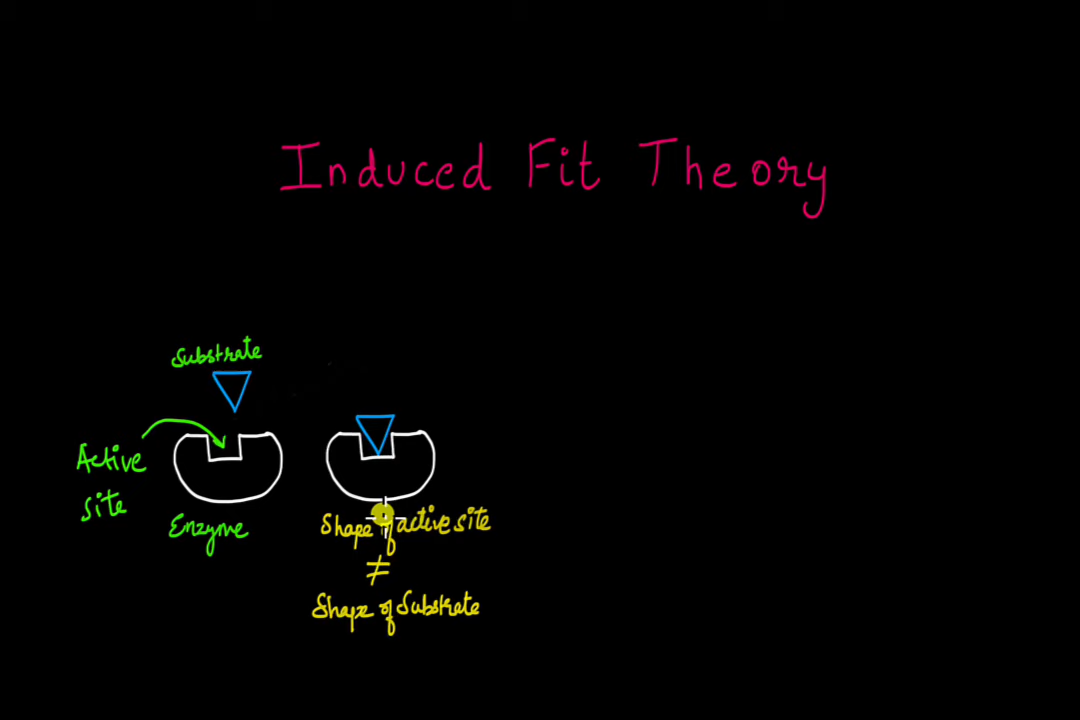 Induced Fit Theory
Substrate
Active
site
Enzyme
Shape of active site
≠
Shape of Substrate